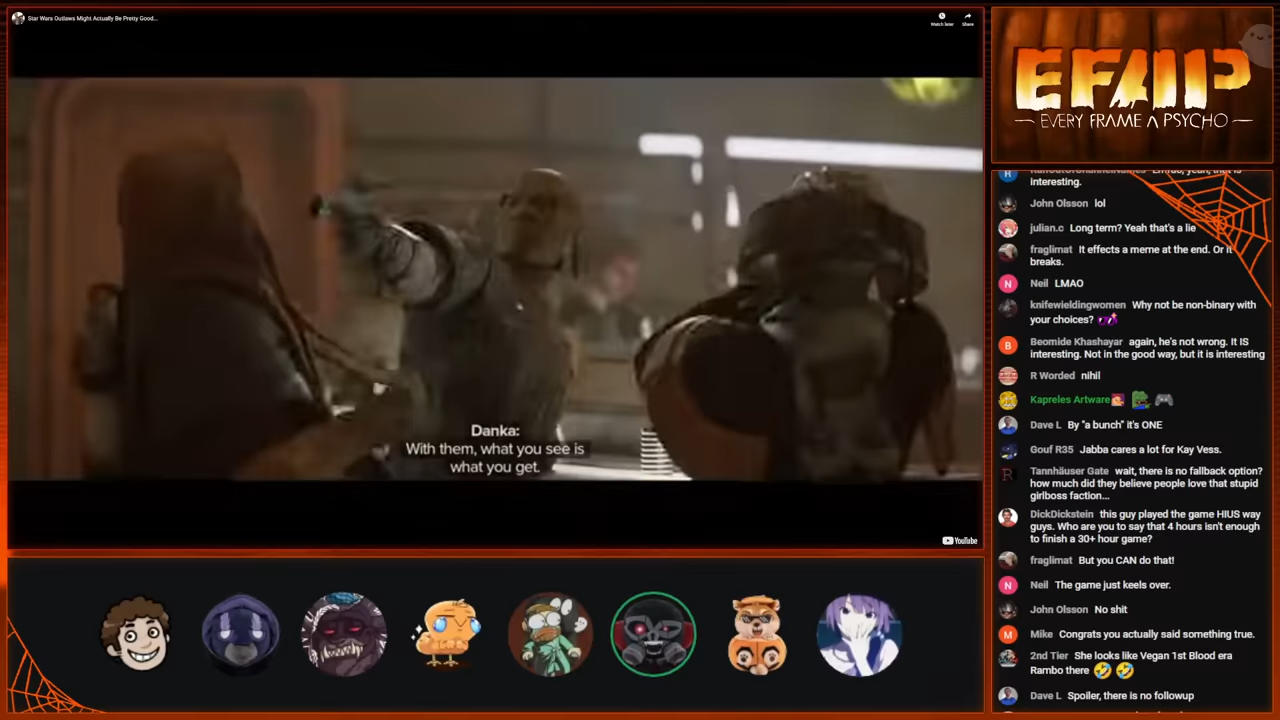 Star Wars Outlaws Might Actually Be Pretty Good...
Watch later
Share
Danka:
With them, what you see is
what you get.
YouTube
EFAP
EVERY FRAME A PSYCHO
interesting.
John Olsson lol
julian.c Long term? Yeah that's a lie
fraglimat It effects a meme at the end. Or it
breaks.
Neil LMAO
knifewieldingwomen Why not be non-binary with
your choices?
Beomide Khashayar again, he's not wrong. It IS
interesting. Not in the good way, but it is interesting
R Worded nihil
Kapreles Artware
Dave L By "a bunch" it's ONE
Gouf R35 Jabba cares a lot for Kay Vess.
Tannhäuser Gate wait, there is no fallback option?
how much did they believe people love that stupid
girlboss faction...
DickDickstein this guy played the game HIUS way
guys. Who are you to say that 4 hours isn't enough
to finish a 30+ hour game?
fraglimat But you CAN do that!
Neil The game just keels over.
John Olsson No shit
Mike Congrats you actually said something true.
2nd Tier She looks like Vegan 1st Blood era
Rambo there
Dave L Spoiler, there is no followup